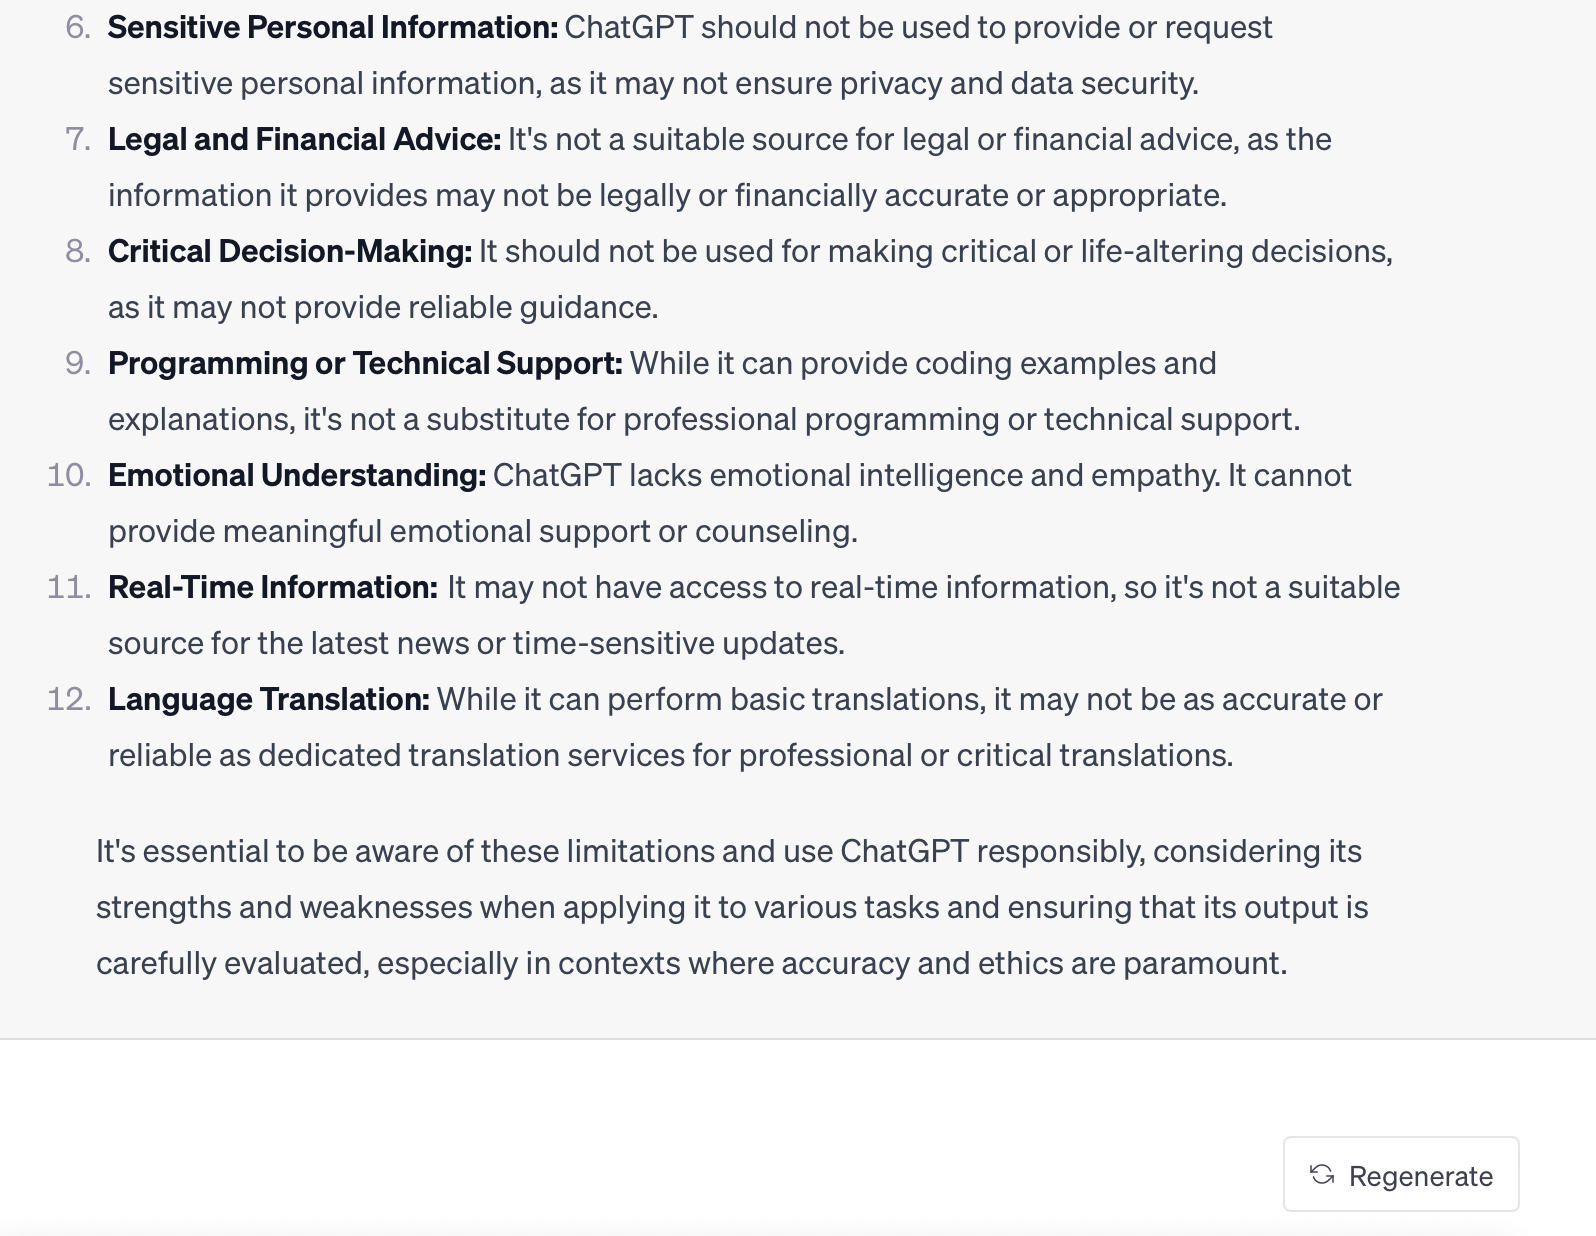 6. Sensitive Personal Information: ChatGPT should not be used to provide or request
sensitive personal information, as it may not ensure privacy and data security.
7. Legal and Financial Advice: It's not a suitable source for legal or financial advice, as the
information it provides may not be legally or financially accurate or appropriate.
8. Critical Decision-Making: It should not be used for making critical or life-altering decisions,
as it may not provide reliable guidance.
9. Programming or Technical Support: While it can provide coding examples and
explanations, it's not a substitute for professional programming or technical support.
10. Emotional Understanding: ChatGPT lacks emotional intelligence and empathy. It cannot
provide meaningful emotional support or counseling.
11. Real-Time Information: It may not have access to real-time information, so it's not a suitable
source for the latest news or time-sensitive updates.
12. Language Translation: While it can perform basic translations, it may not be as accurate or
reliable as dedicated translation services for professional or critical translations.
It's essential to be aware of these limitations and use ChatGPT responsibly, considering its
strengths and weaknesses when applying it to various tasks and ensuring that its output is
carefully evaluated, especially in contexts where accuracy and ethics are paramount.
Regenerate